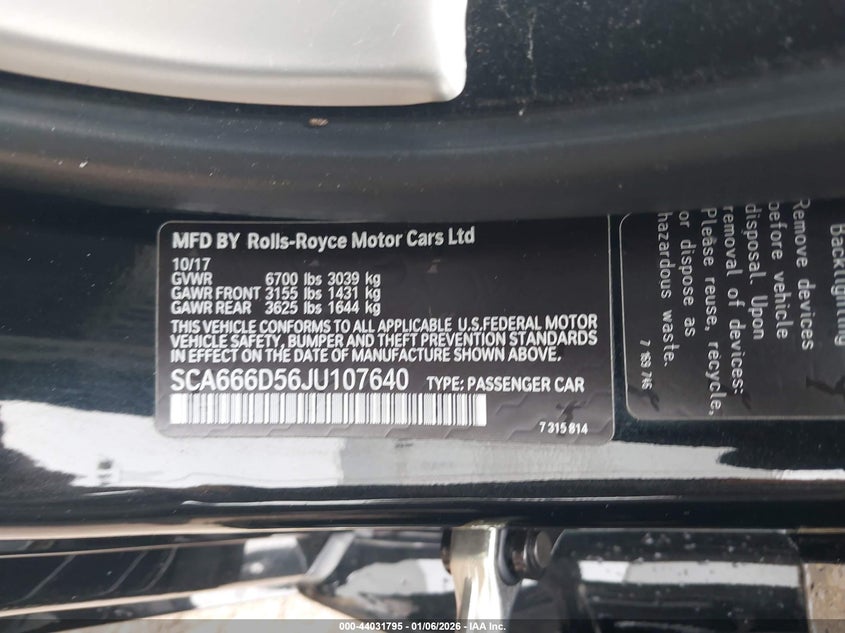 MFD BY Rolls-Royce Motor Cars Ltd
10/17
GVWR 6700 lbs 3039 kg
GAWR FRONT 3155 lbs 1431 kg
GAWR REAR 3625 lbs 1644 kg
THIS VEHICLE CONFORMS TO ALL APPLICABLE U.S.FEDERAL MOTOR
VEHICLE SAFETY, BUMPER AND THEFT PREVENTION STANDARDS
IN EFFECT ON THE DATE OF MANUFACTURE SHOWN ABOVE.
SCA666D56JU107640 TYPE: PASSENGER CAR
7 315 814
Backlighting
Remove devices
before vehicle
disposal. Upon
removal of devices:
Please reuse, recycle,
or dispose as
hazardous waste.
7 169 746
000-44031795 - 01/06/2026 - IAA Inc.